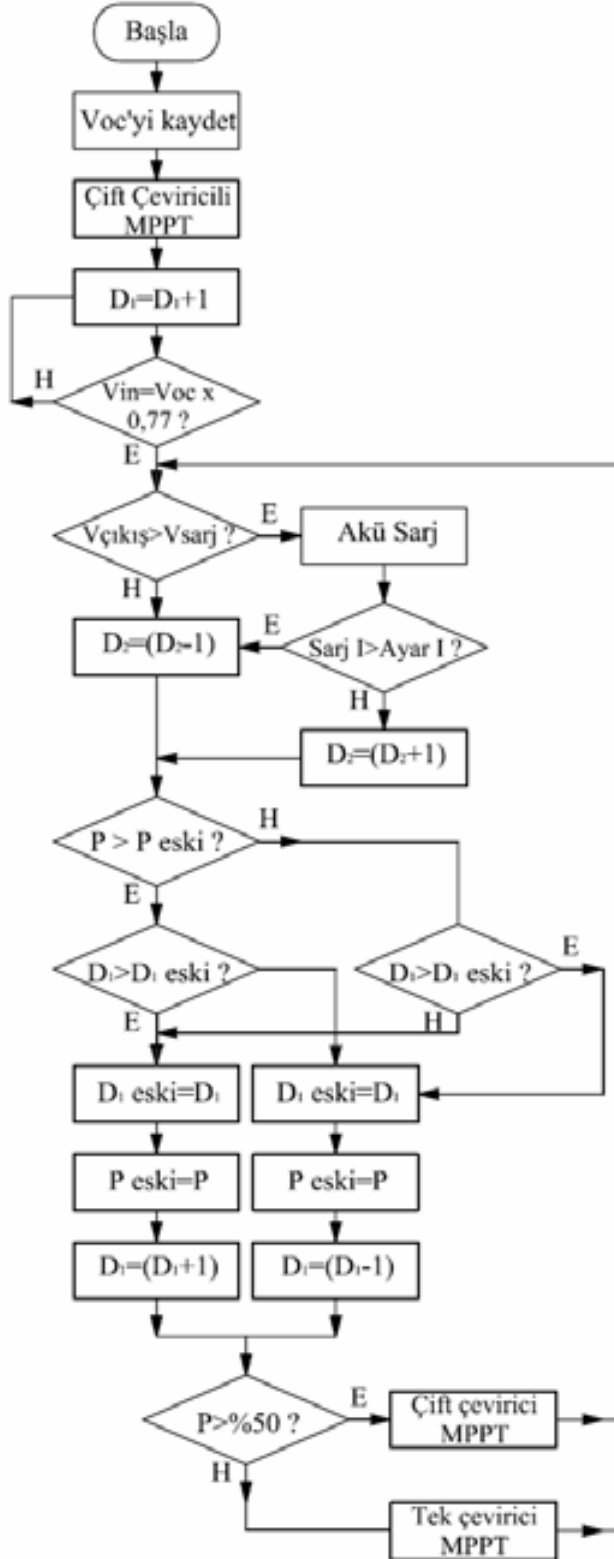 Başla
Voc'yi kaydet
Çift Çeviricili
MPPT
D₁=D₁+1
H
Vin=Voc x
0,77 ?
E
Vçıkış>Vsarj ?
E
Akü Sarj
H
D₂=(D₂-1)
E
Sarj I>Ayar I ?
H
D₂=(D₂+1)
P > P eski ?
H
E
D₁>D₁ eski ?
D₁>D₁ eski ?
E
E
H
D₁ eski=D₁
D₁ eski=D₁
P eski=P
P eski=P
D₁=(D₁+1)
D₁=(D₁-1)
P>%50 ?
E
Çift çevirici
MPPT
H
Tek çevirici
MPPT